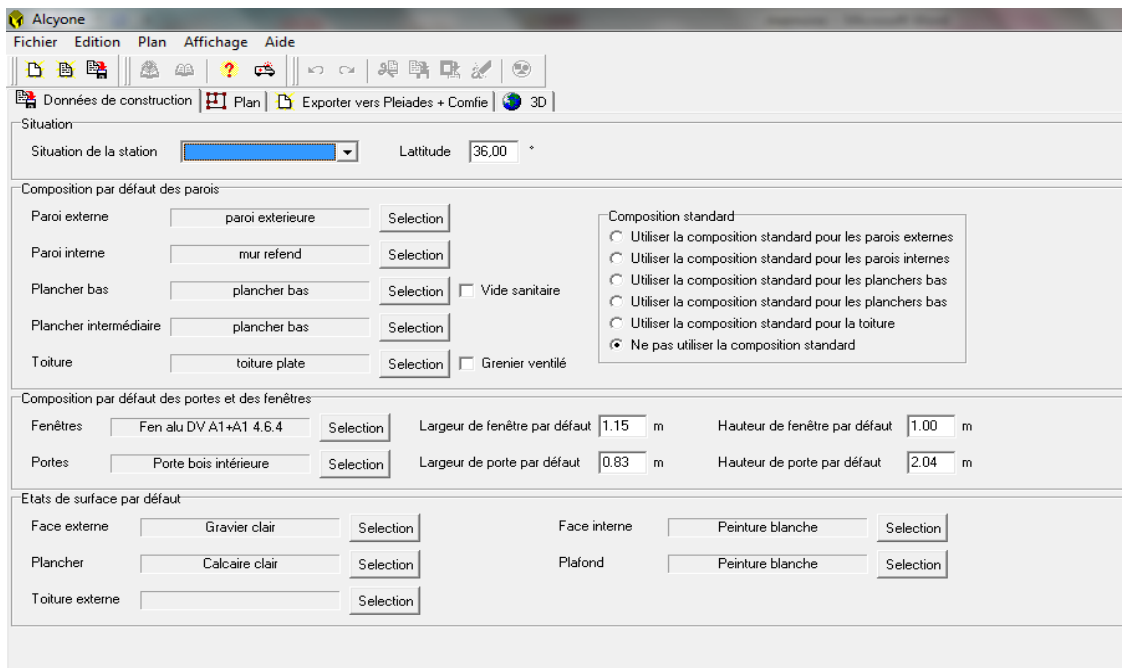 Alcyone
Fichier Edition Plan Affichage Aide
Données de construction Plan Exporter vers Pleiades + Comfie 3D
Situation
Situation de la station Lattitude 36,00 °
Composition par défaut des parois
Paroi externe paroi exterieure Selection
Paroi interne mur refend Selection
Plancher bas plancher bas Selection Vide sanitaire
Plancher intermédiaire plancher bas Selection
Toiture toiture plate Selection Grenier ventilé
Composition standard
Utiliser la composition standard pour les parois externes
Utiliser la composition standard pour les parois internes
Utiliser la composition standard pour les planchers bas
Utiliser la composition standard pour les planchers bas
Utiliser la composition standard pour la toiture
Ne pas utiliser la composition standard
Composition par défaut des portes et des fenêtres
Fenêtres Fen alu DV A1+A1 4.6.4 Selection Largeur de fenêtre par défaut 1.15 m Hauteur de fenêtre par défaut 1.00 m
Portes Porte bois intérieure Selection Largeur de porte par défaut 0.83 m Hauteur de porte par défaut 2.04 m
Etats de surface par défaut
Face externe Gravier clair Selection Face interne Peinture blanche Selection
Plancher Calcaire clair Selection Plafond Peinture blanche Selection
Toiture externe Selection